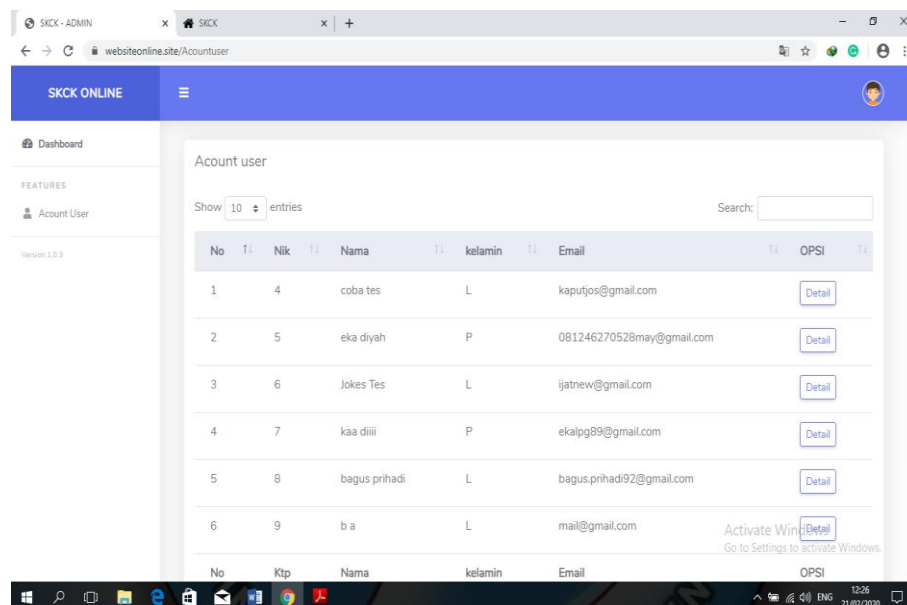 SKCK - ADMIN
SKCK
websiteonline.site/Acountuser
SKCK ONLINE
Dashboard
FEATURES
Acount User
Version 1.0.3
Acount user
Show 10 entries
Search:
No Nik Nama kelamin Email OPSI
1 4 coba tes L kaputjos@gmail.com Detail
2 5 eka diyah P 081246270528may@gmail.com Detail
3 6 Jokes Tes L ijatnew@gmail.com Detail
4 7 kaa diiii P ekalpg89@gmail.com Detail
5 8 bagus prihadi L bagus.prihadi92@gmail.com Detail
6 9 b a L mail@gmail.com Detail
Activate Windows
Go to Settings to activate Windows.
No Ktp Nama kelamin Email OPSI
ENG
12:26
21/02/2020